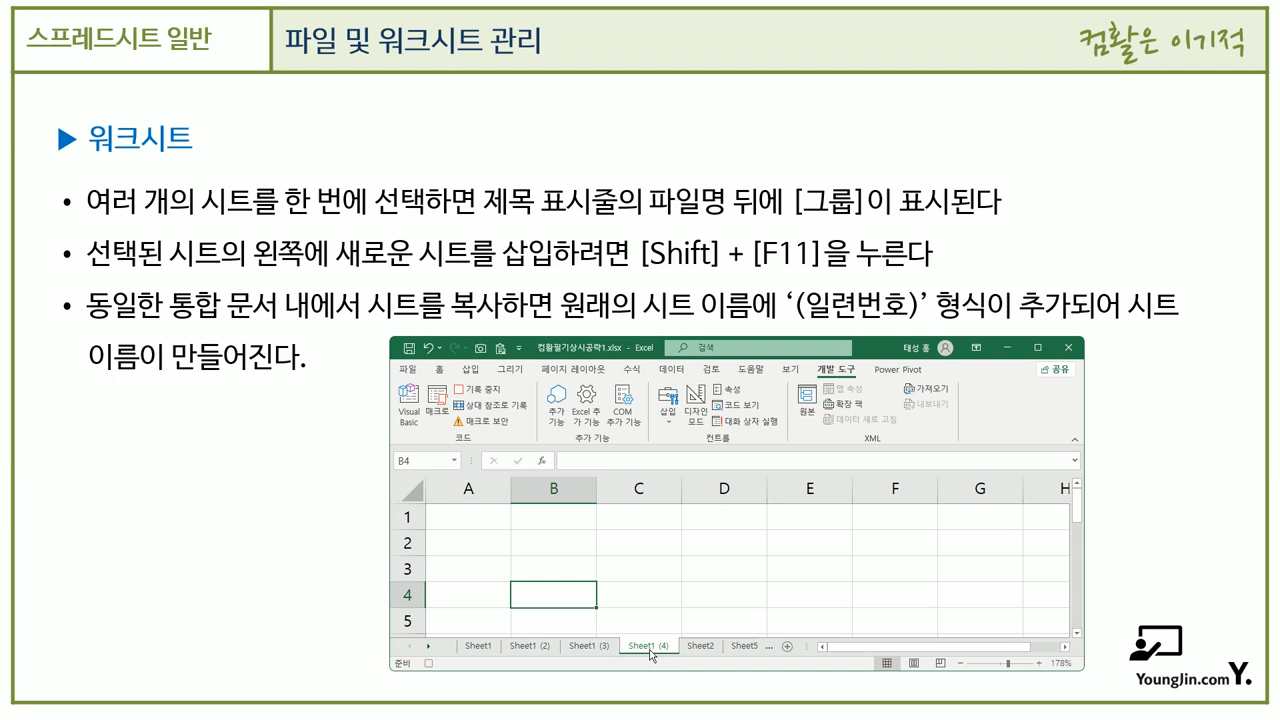 스프레드시트 일반
파일 및 워크시트 관리
컴활은 이기적
▶ 워크시트
• 여러 개의 시트를 한 번에 선택하면 제목 표시줄의 파일명 뒤에 [그룹]이 표시된다
• 선택된 시트의 왼쪽에 새로운 시트를 삽입하려면 [Shift] + [F11]을 누른다
• 동일한 통합 문서 내에서 시트를 복사하면 원래의 시트 이름에 ‘(일련번호)’ 형식이 추가되어 시트
이름이 만들어진다.
컴활필기상시공략1.xlsx - Excel 검색 태성 홍
파일 홈 삽입 그리기 페이지 레이아웃 수식 데이터 검토 도움말 보기 개발 도구 Power Pivot 공유
Visual Basic 매크로 기록 중지 상대 참조로 기록 매크로 보안
코드
추가 기능 Excel 추가 기능 COM 추가 기능
추가 기능
삽입 디자인 모드 속성 코드 보기 대화 상자 실행
컨트롤
원본 맵 속성 확장 팩 데이터 새로 고침 가져오기 내보내기
XML
B4 fx
A B C D E F G H
1
2
3
4
5
Sheet1 Sheet1 (2) Sheet1 (3) Sheet1 (4) Sheet2 Sheet5 ...
준비 178%
YoungJin.com Y.